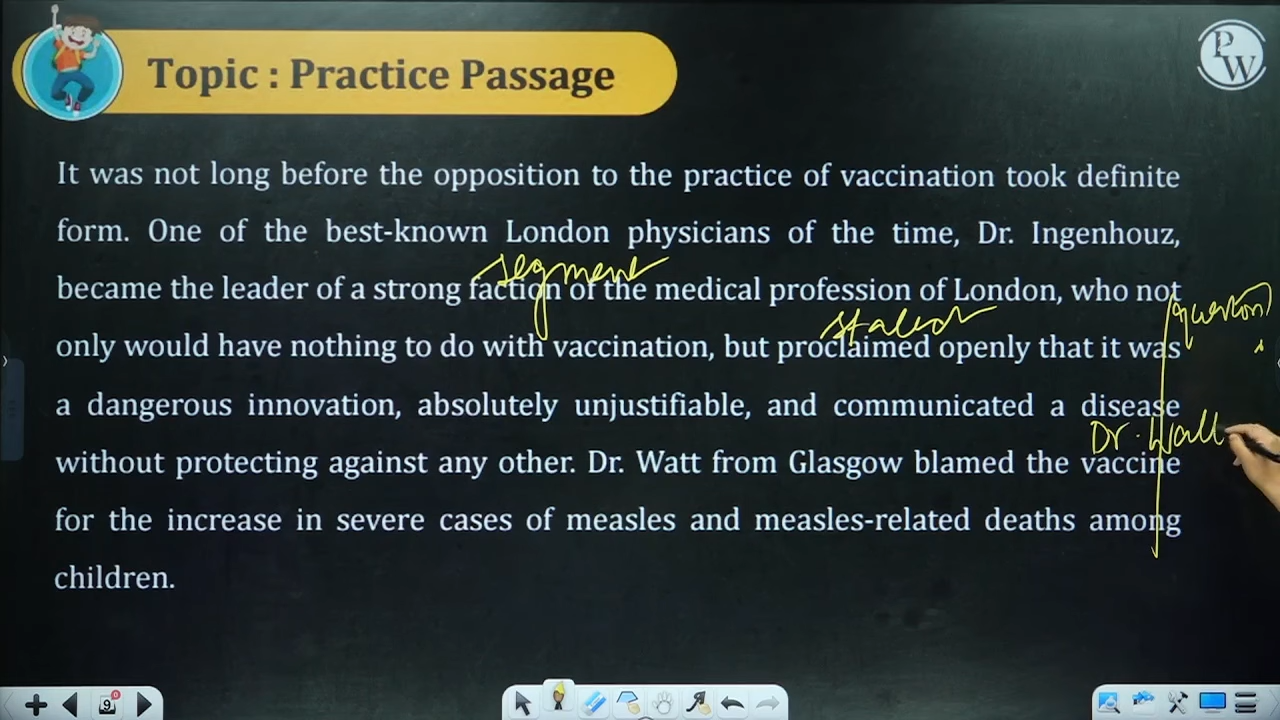 PW
Topic : Practice Passage
It was not long before the opposition to the practice of vaccination took definite
form. One of the best-known London physicians of the time, Dr. Ingenhouz,
segment
became the leader of a strong faction of the medical profession of London, who not
question
stated
only would have nothing to do with vaccination, but proclaimed openly that it was
a dangerous innovation, absolutely unjustifiable, and communicated a disease
Dr. Watt
without protecting against any other. Dr. Watt from Glasgow blamed the vaccine
for the increase in severe cases of measles and measles-related deaths among
children.
9
0